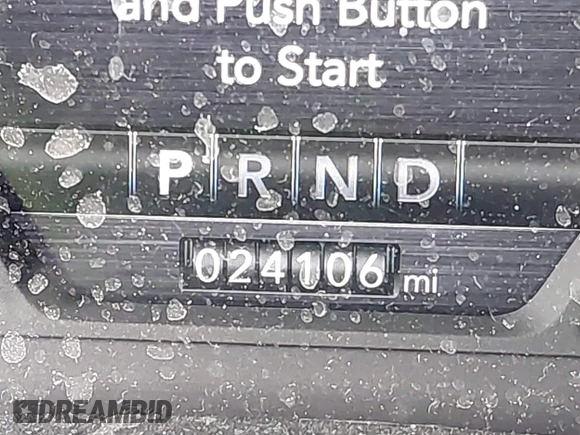 and Push Button
to Start
P R N D
024106 mi
DREAMBID